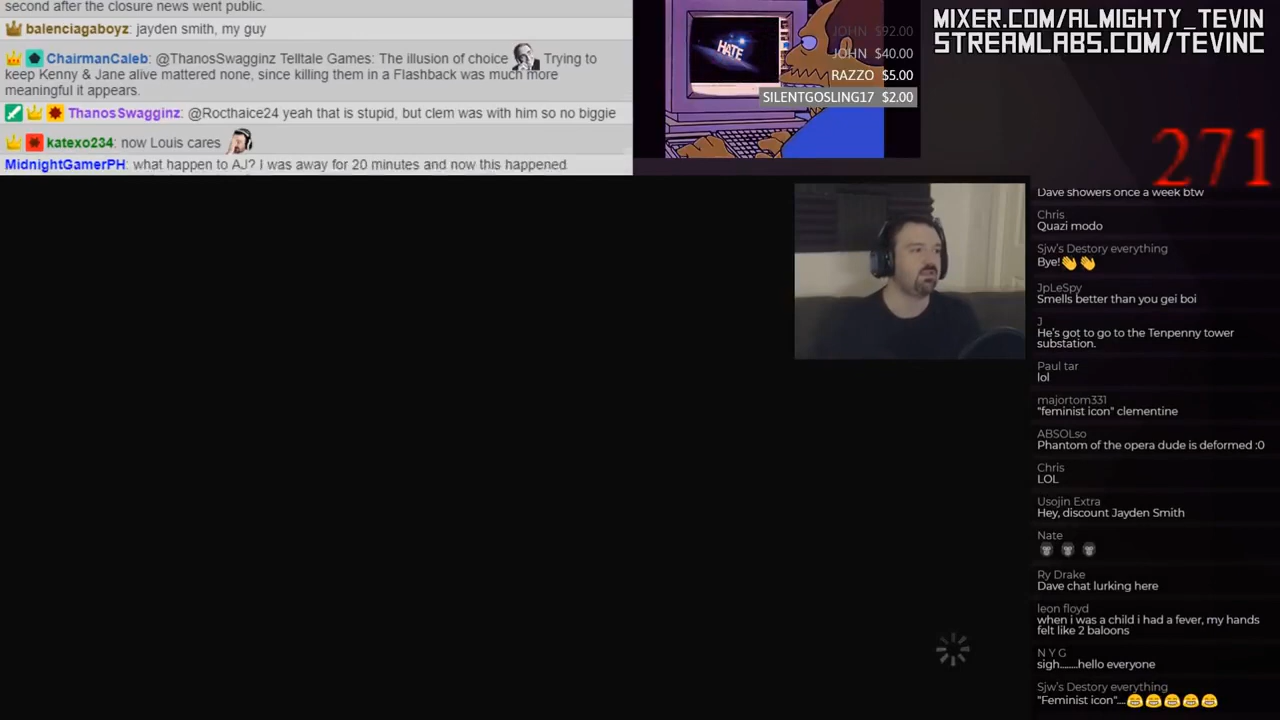 second after the closure news went public.
balenciagaboyz: jayden smith, my guy
ChairmanCaleb: @ThanosSwagginz Telltale Games: The illusion of choice Trying to
keep Kenny & Jane alive mattered none, since killing them in a Flashback was much more
meaningful it appears.
ThanosSwagginz: @Rocthaice24 yeah that is stupid, but clem was with him so no biggie
katexo234: now Louis cares
MidnightGamerPH: what happen to AJ? I was away for 20 minutes and now this happened
HATE
JOHN $92.00
JOHN $40.00
RAZZO $5.00
SILENTGOSLING17 $2.00
MIXER.COM/ALMIGHTY_TEVIN
STREAMLABS.COM/TEVINC
271
Dave showers once a week btw
Chris
Quazi modo
Sjw's Destory everything
Bye!👋👋
JpLeSpy
Smells better than you gei boi
J
He's got to go to the Tenpenny tower
substation.
Paul tar
lol
majortom331
"feminist icon" clementine
ABSOLso
Phantom of the opera dude is deformed :0
Chris
LOL
Usojin Extra
Hey, discount Jayden Smith
Nate
Ry Drake
Dave chat lurking here
leon floyd
when i was a child i had a fever, my hands
felt like 2 baloons
N Y G
sigh........hello everyone
Sjw's Destory everything
"Feminist icon"....😂😂😂😂😂